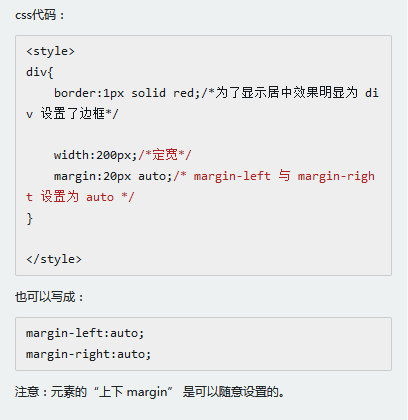 css代码：
<style>
div{
    border:1px solid red;/*为了显示居中效果明显为 di
v 设置了边框*/
    width:200px;/*定宽*/
    margin:20px auto;/* margin-left 与 margin-righ
t 设置为 auto */
}
</style>
也可以写成：
margin-left:auto;
margin-right:auto;
注意：元素的“上下 margin” 是可以随意设置的。